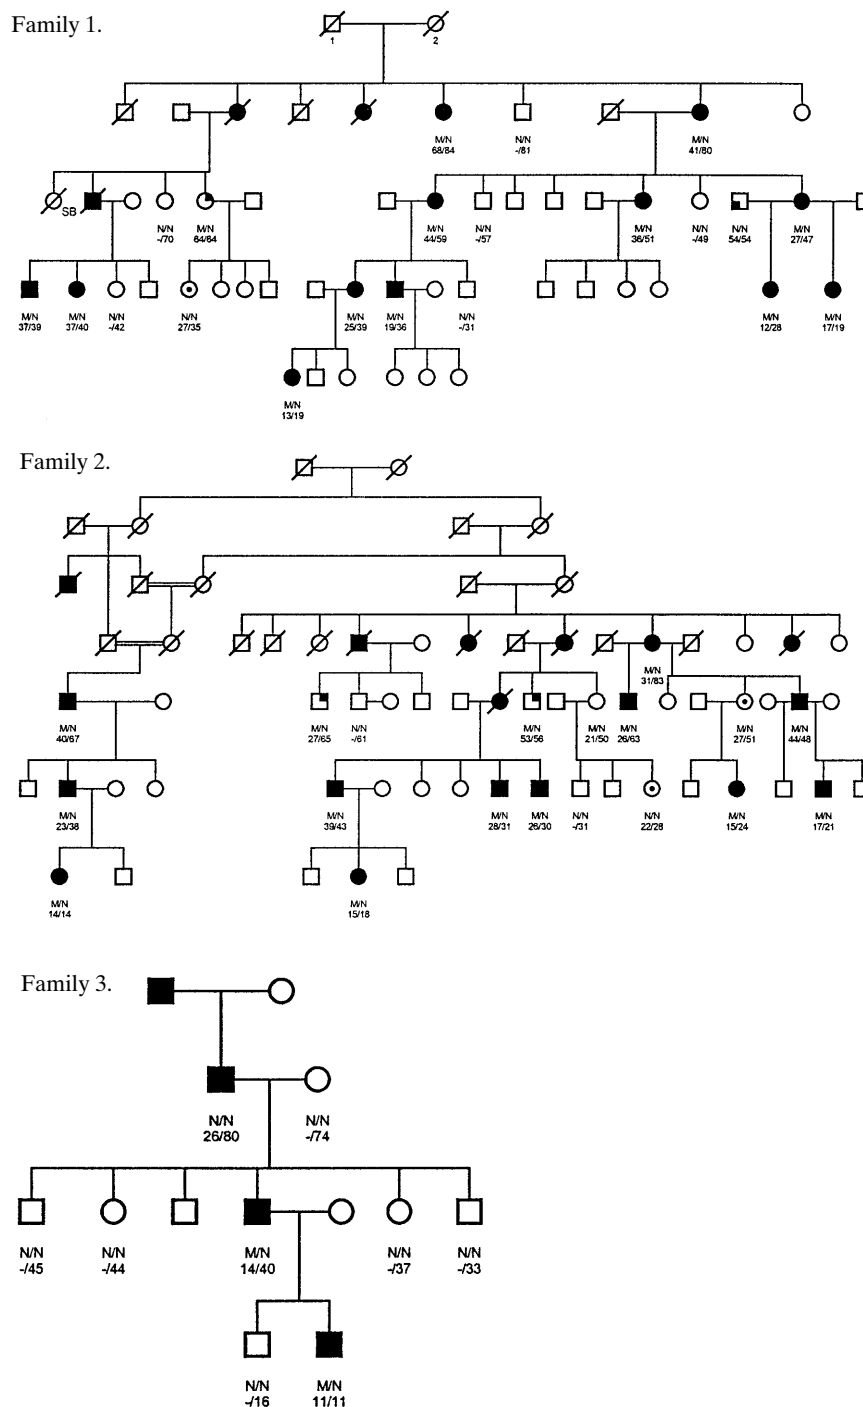 Family 1.
1 2
M/N N/N M/N
68/84 -/81 41/80
SB
N/N M/N M/N N/N M/N N/N N/N M/N
-/70 64/64 44/59 -/57 36/51 -/49 54/54 27/47
M/N M/N N/N N/N M/N M/N N/N M/N M/N
37/39 37/40 -/42 27/35 25/39 19/36 -/31 12/28 17/19
M/N
13/19
Family 2.
M/N
31/83
M/N M/N N/N M/N M/N M/N M/N M/N
40/67 27/65 -/61 53/56 21/50 26/63 27/51 44/48
M/N M/N M/N M/N N/N N/N M/N M/N
23/38 39/43 28/31 26/30 -/31 22/28 15/24 17/21
M/N M/N
14/14 15/18
Family 3.
N/N N/N
26/80 -/74
N/N N/N M/N N/N N/N
-/45 -/44 14/40 -/37 -/33
N/N M/N
-/16 11/11